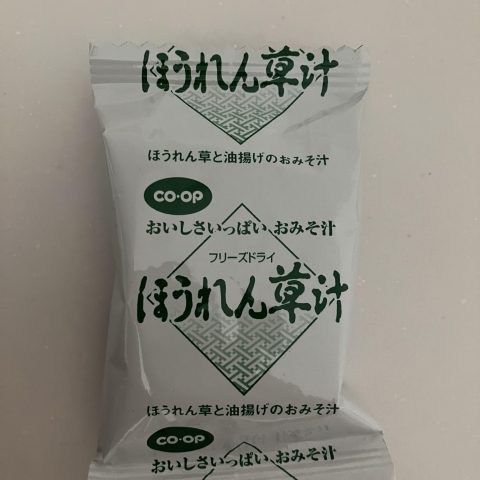 ほうれん草汁
ほうれん草と油揚げのおみそ汁
CO・OP
おいしさいっぱい、おみそ汁
フリーズドライ
ほうれん草汁
ほうれん草と油揚げのおみそ汁
CO・OP
おいしさいっぱい、おみそ汁